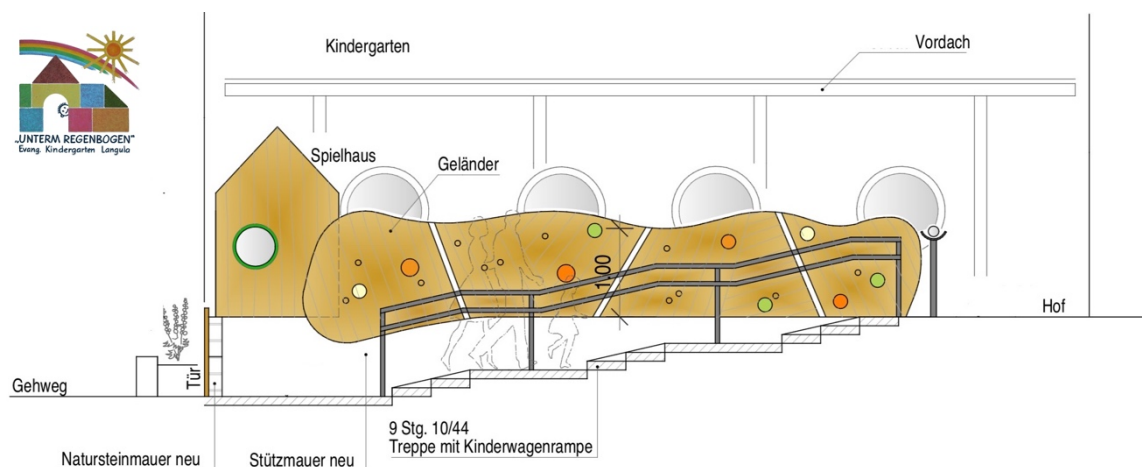 „UNTERM REGENBOGEN"
Evang. Kindergarten Langula
Kindergarten
Vordach
Spielhaus
Geländer
1,00
Hof
Tür
Gehweg
9 Stg. 10/44
Treppe mit Kinderwagenrampe
Natursteinmauer neu
Stützmauer neu